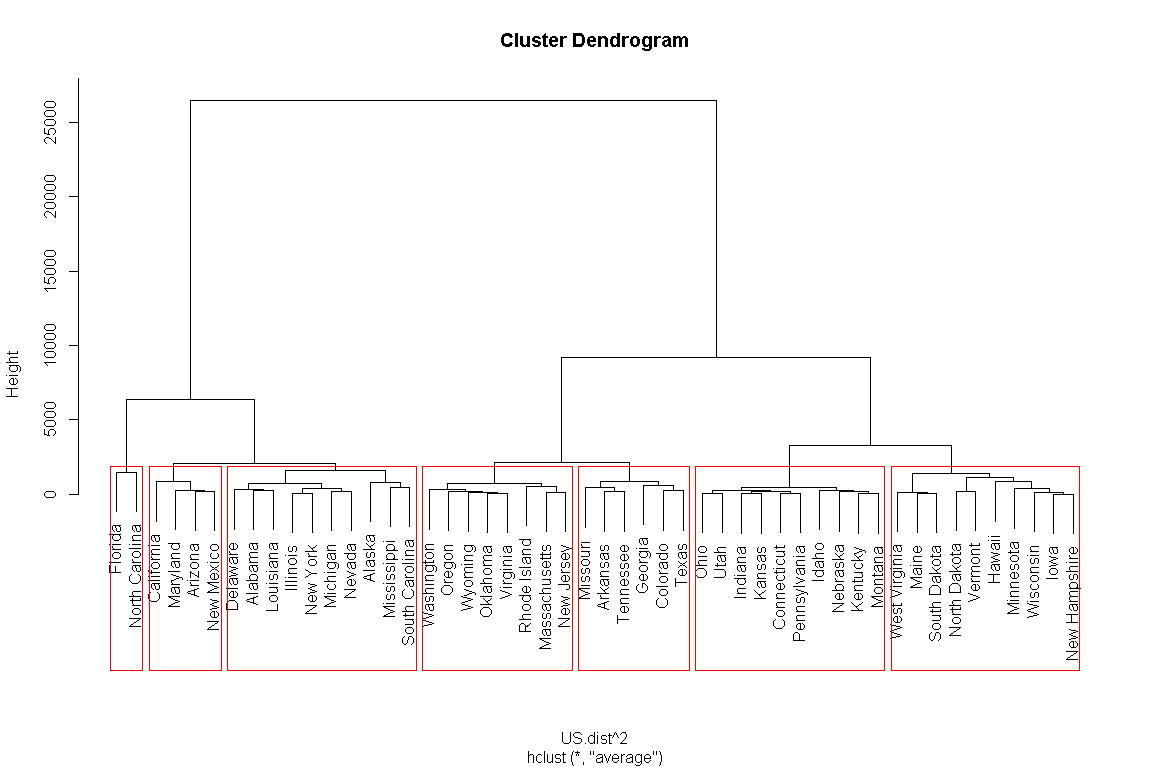 Cluster Dendrogram
Height
25000
20000
15000
10000
5000
0
Florida
North Carolina
California
Maryland
Arizona
New Mexico
Delaware
Alabama
Louisiana
Illinois
New York
Michigan
Nevada
Alaska
Mississippi
South Carolina
Washington
Oregon
Wyoming
Oklahoma
Virginia
Rhode Island
Massachusetts
New Jersey
Missouri
Arkansas
Tennessee
Georgia
Colorado
Texas
Ohio
Utah
Indiana
Kansas
Connecticut
Pennsylvania
Idaho
Nebraska
Kentucky
Montana
West Virginia
Maine
South Dakota
North Dakota
Vermont
Hawaii
Minnesota
Wisconsin
Iowa
New Hampshire
US.dist^2
hclust (*, "average")